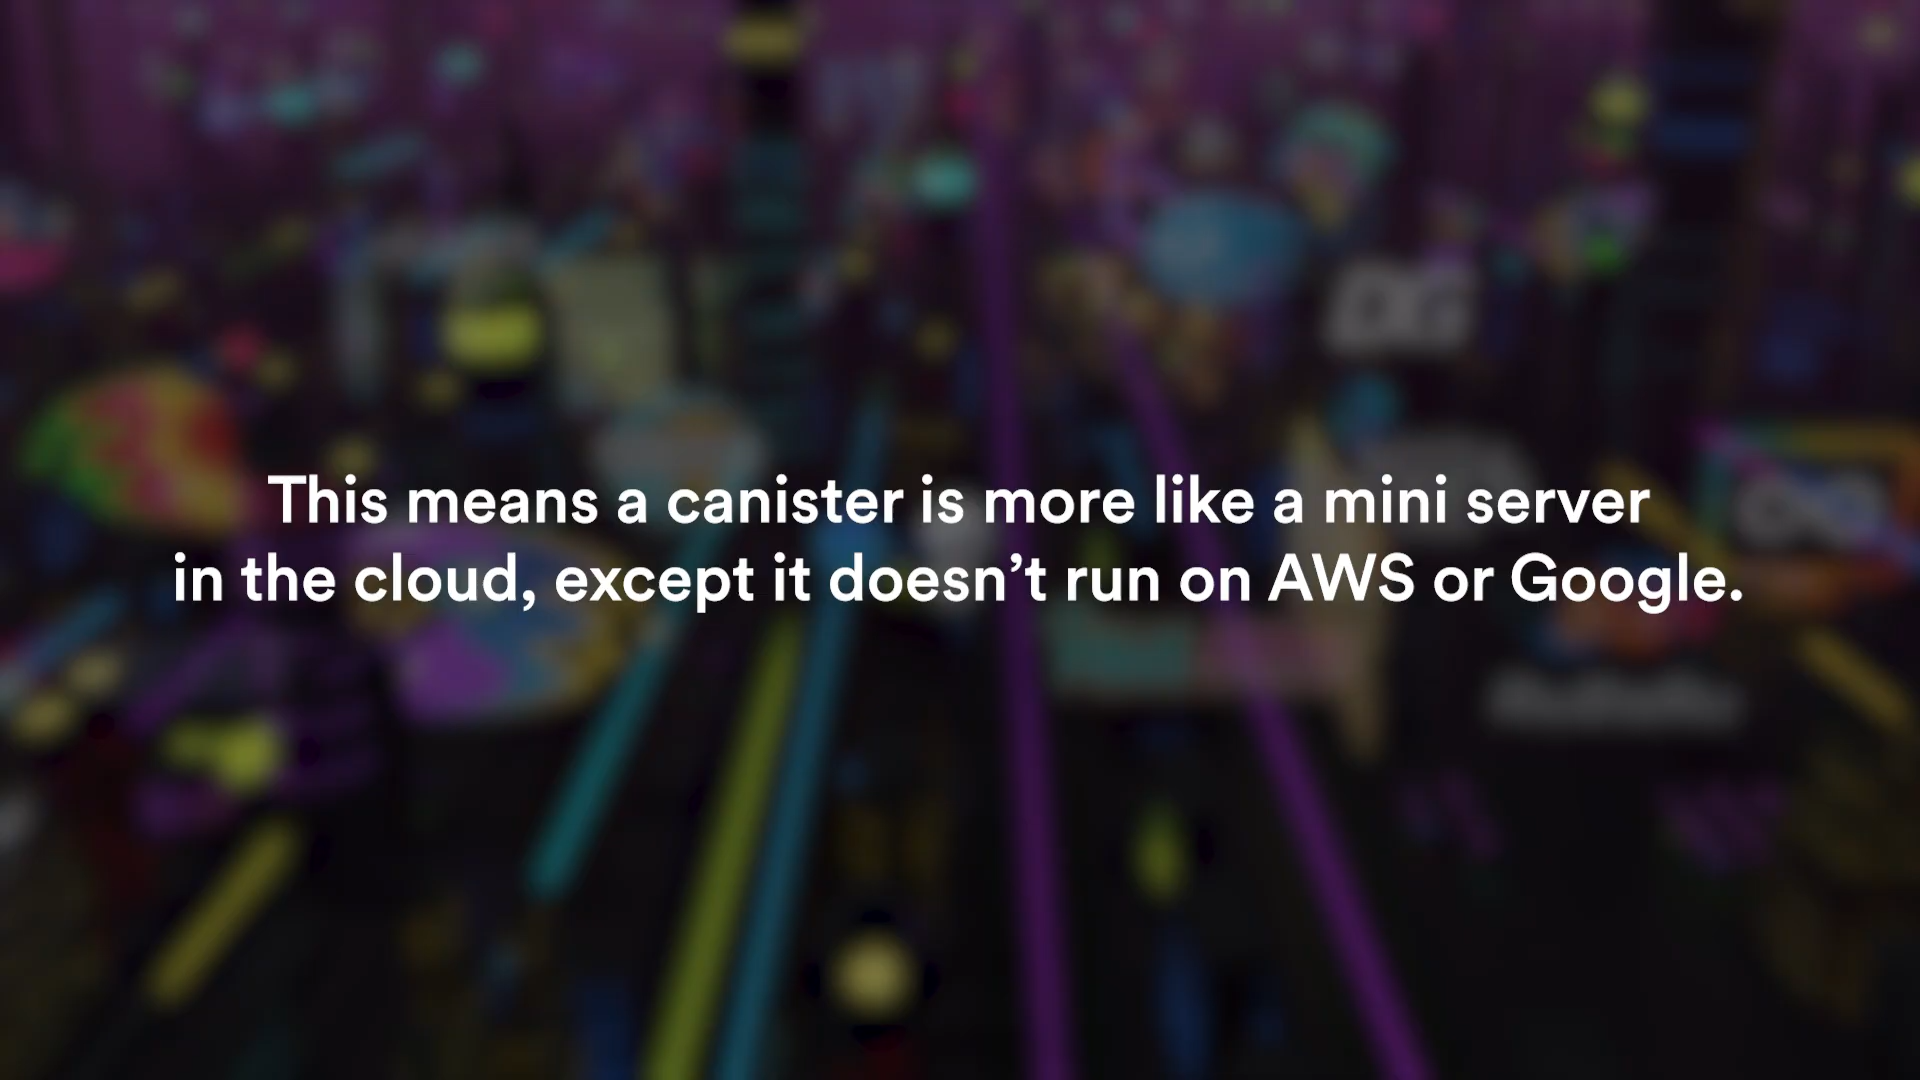 DG
This means a canister is more like a mini server
in the cloud, except it doesn’t run on AWS or Google.